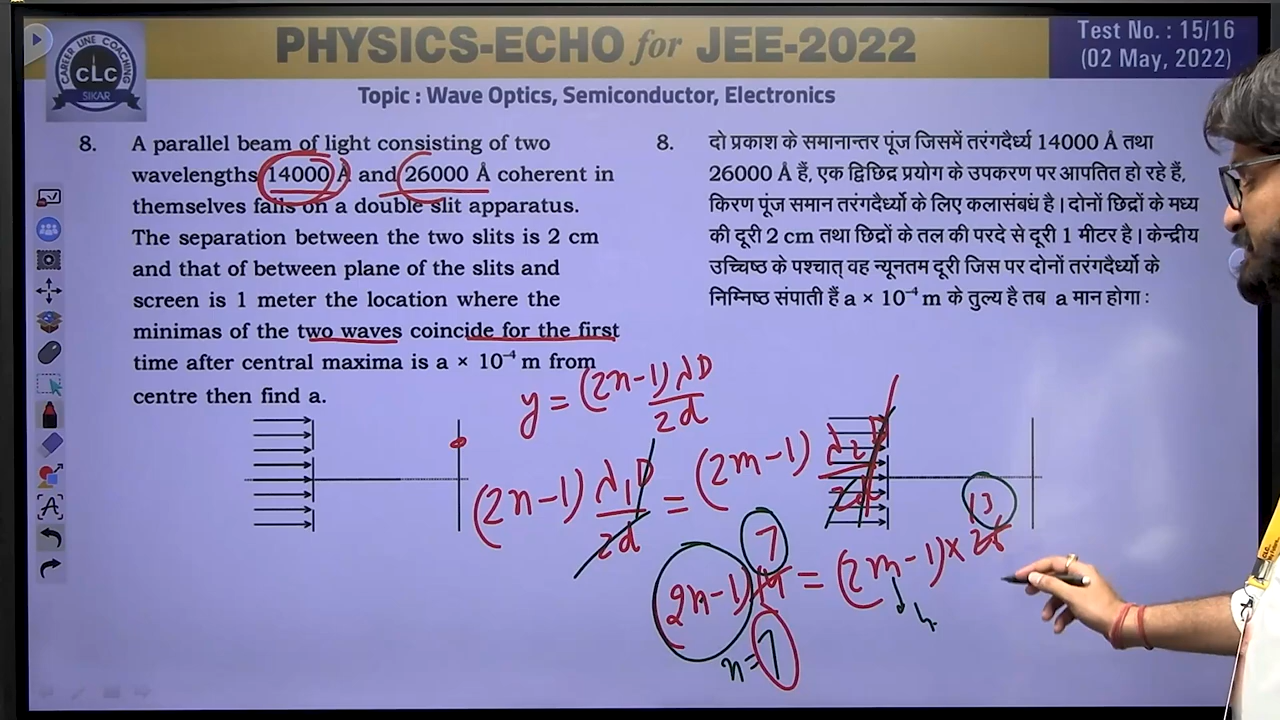 PHYSICS-ECHO for JEE-2022
Test No. : 15/16
(02 May, 2022)
CAREER LINE COACHING
CLC
SIKAR
Topic : Wave Optics, Semiconductor, Electronics
8. A parallel beam of light consisting of two
wavelengths 14000 Å and 26000 Å coherent in
themselves falls on a double slit apparatus.
The separation between the two slits is 2 cm
and that of between plane of the slits and
screen is 1 meter the location where the
minimas of the two waves coincide for the first
time after central maxima is a × 10⁻⁴ m from
centre then find a.
8. दो प्रकाश के समानान्तर पूंज जिसमें तरंगदैर्ध्य 14000 Å तथा
26000 Å हैं, एक द्विछिद्र प्रयोग के उपकरण पर आपतित हो रहे हैं,
किरण पूंज समान तरंगदैर्ध्यो के लिए कलासंबंध है। दोनों छिद्रों के मध्य
की दूरी 2 cm तथा छिद्रों के तल की परदे से दूरी 1 मीटर है। केन्द्रीय
उच्चिष्ठ के पश्चात् वह न्यूनतम दूरी जिस पर दोनों तरंगदैर्ध्यो के
निम्निष्ठ संपाती हैं a × 10⁻⁴ m के तुल्य है तब a मान होगा :
y = (2n-1) λD
2d
(2n-1) λ₁D = (2m-1) λ₂D
2d 2d
7 13
(2n-1) 14 = (2m-1) × 26
n = 7